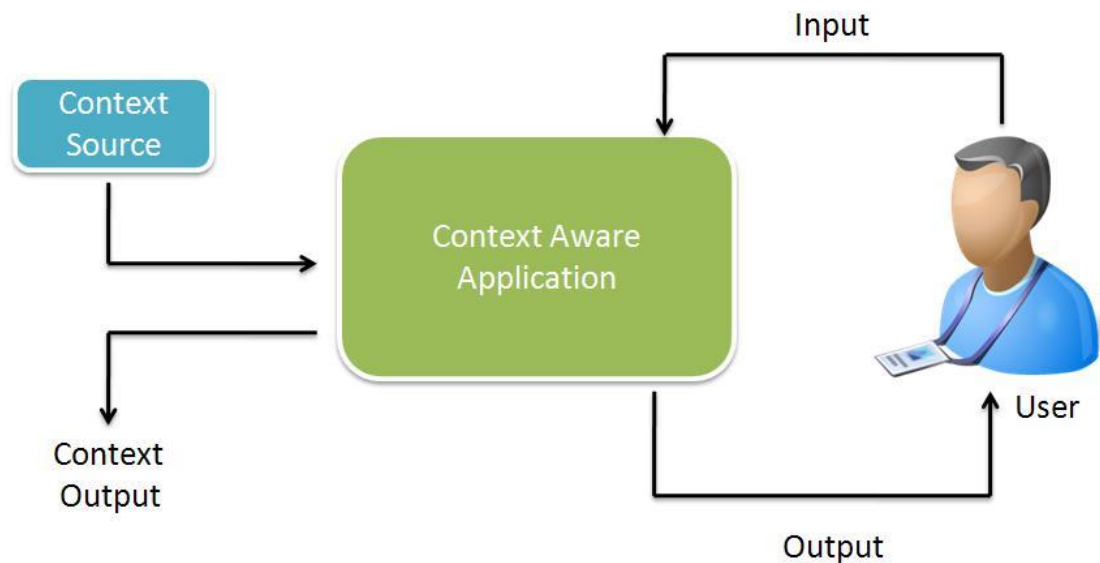 Input
Context
Source
Context Aware
Application
User
Context
Output
Output